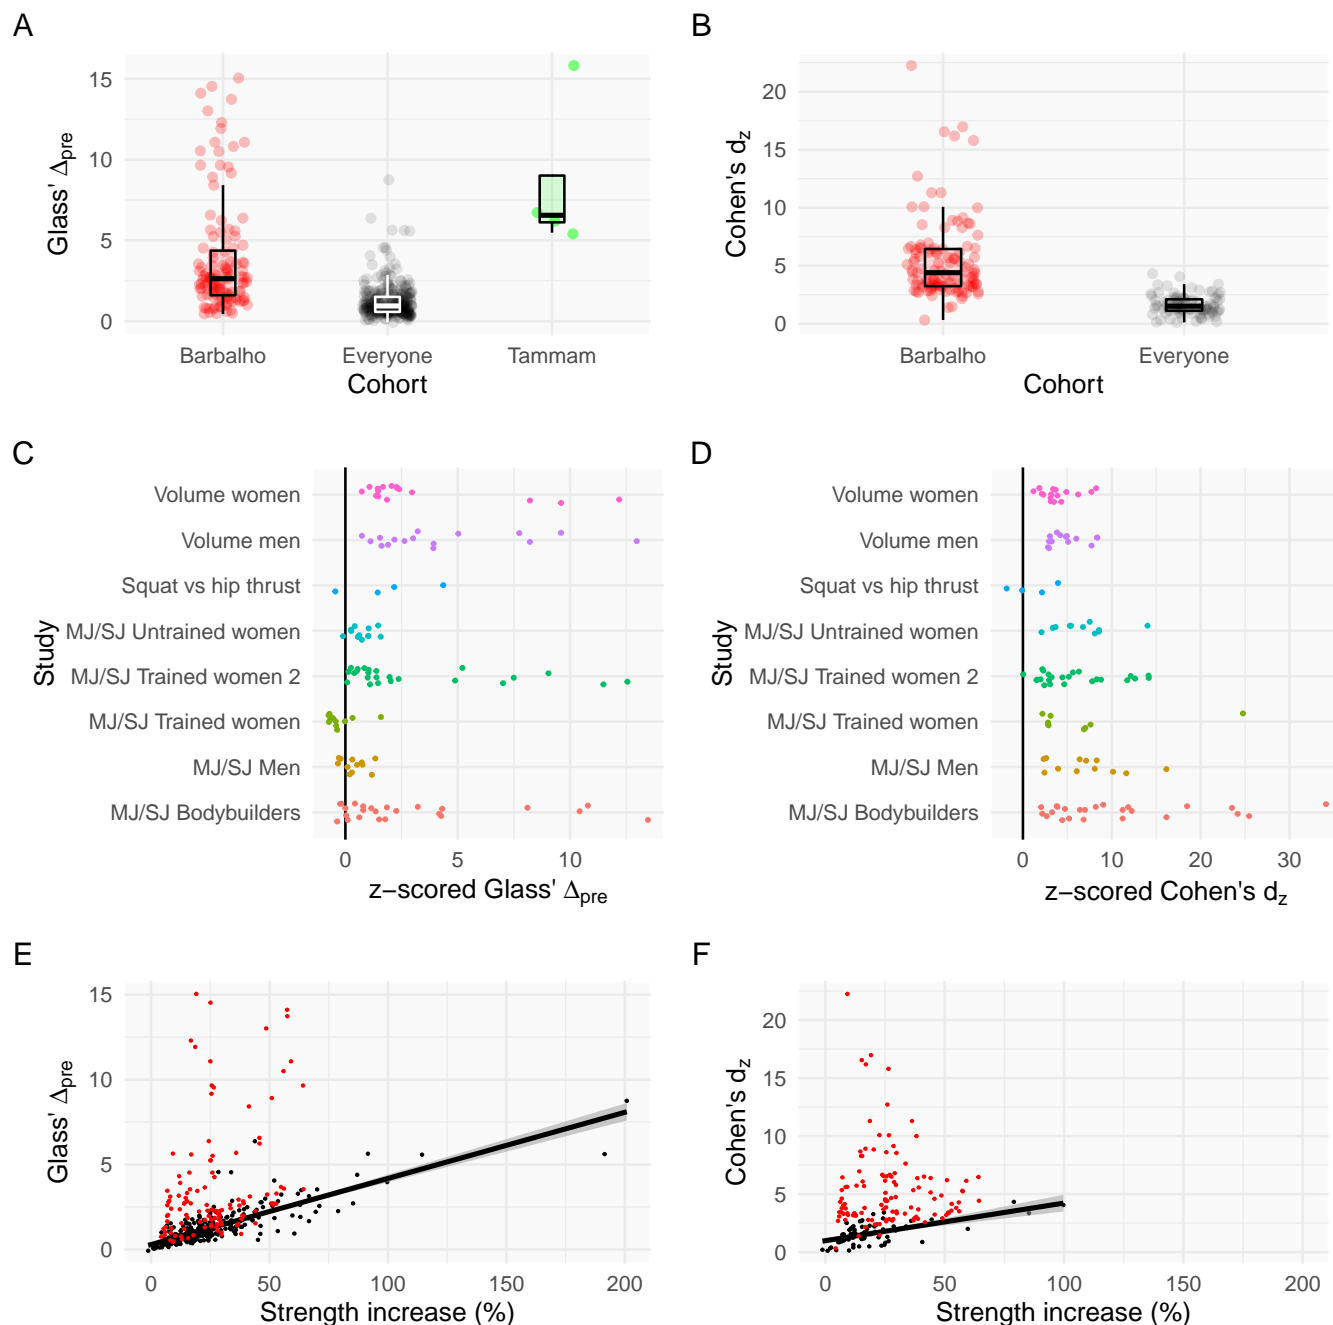 A
B
15
10
5
0
Glass' Δpre
Barbalho
Everyone
Tammam
Cohort
20
15
10
5
0
Cohen's dz
Barbalho
Everyone
Cohort
C
D
Volume women
Volume men
Squat vs hip thrust
MJ/SJ Untrained women
MJ/SJ Trained women 2
MJ/SJ Trained women
MJ/SJ Men
MJ/SJ Bodybuilders
Study
0 5 10
z−scored Glass' Δpre
Volume women
Volume men
Squat vs hip thrust
MJ/SJ Untrained women
MJ/SJ Trained women 2
MJ/SJ Trained women
MJ/SJ Men
MJ/SJ Bodybuilders
Study
0 10 20 30
z−scored Cohen's dz
E
F
15
10
5
0
Glass' Δpre
0 50 100 150 200
Strength increase (%)
20
15
10
5
0
Cohen's dz
0 50 100 150 200
Strength increase (%)